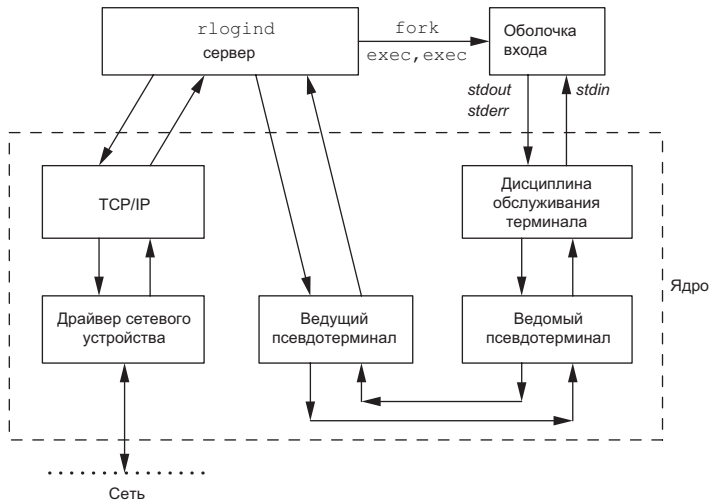 rlogind
сервер
fork
exec,exec
Оболочка
входа
stdout
stderr
stdin
TCP/IP
Дисциплина
обслуживания
терминала
Ядро
Драйвер сетевого
устройства
Ведущий
псевдотерминал
Ведомый
псевдотерминал
Сеть